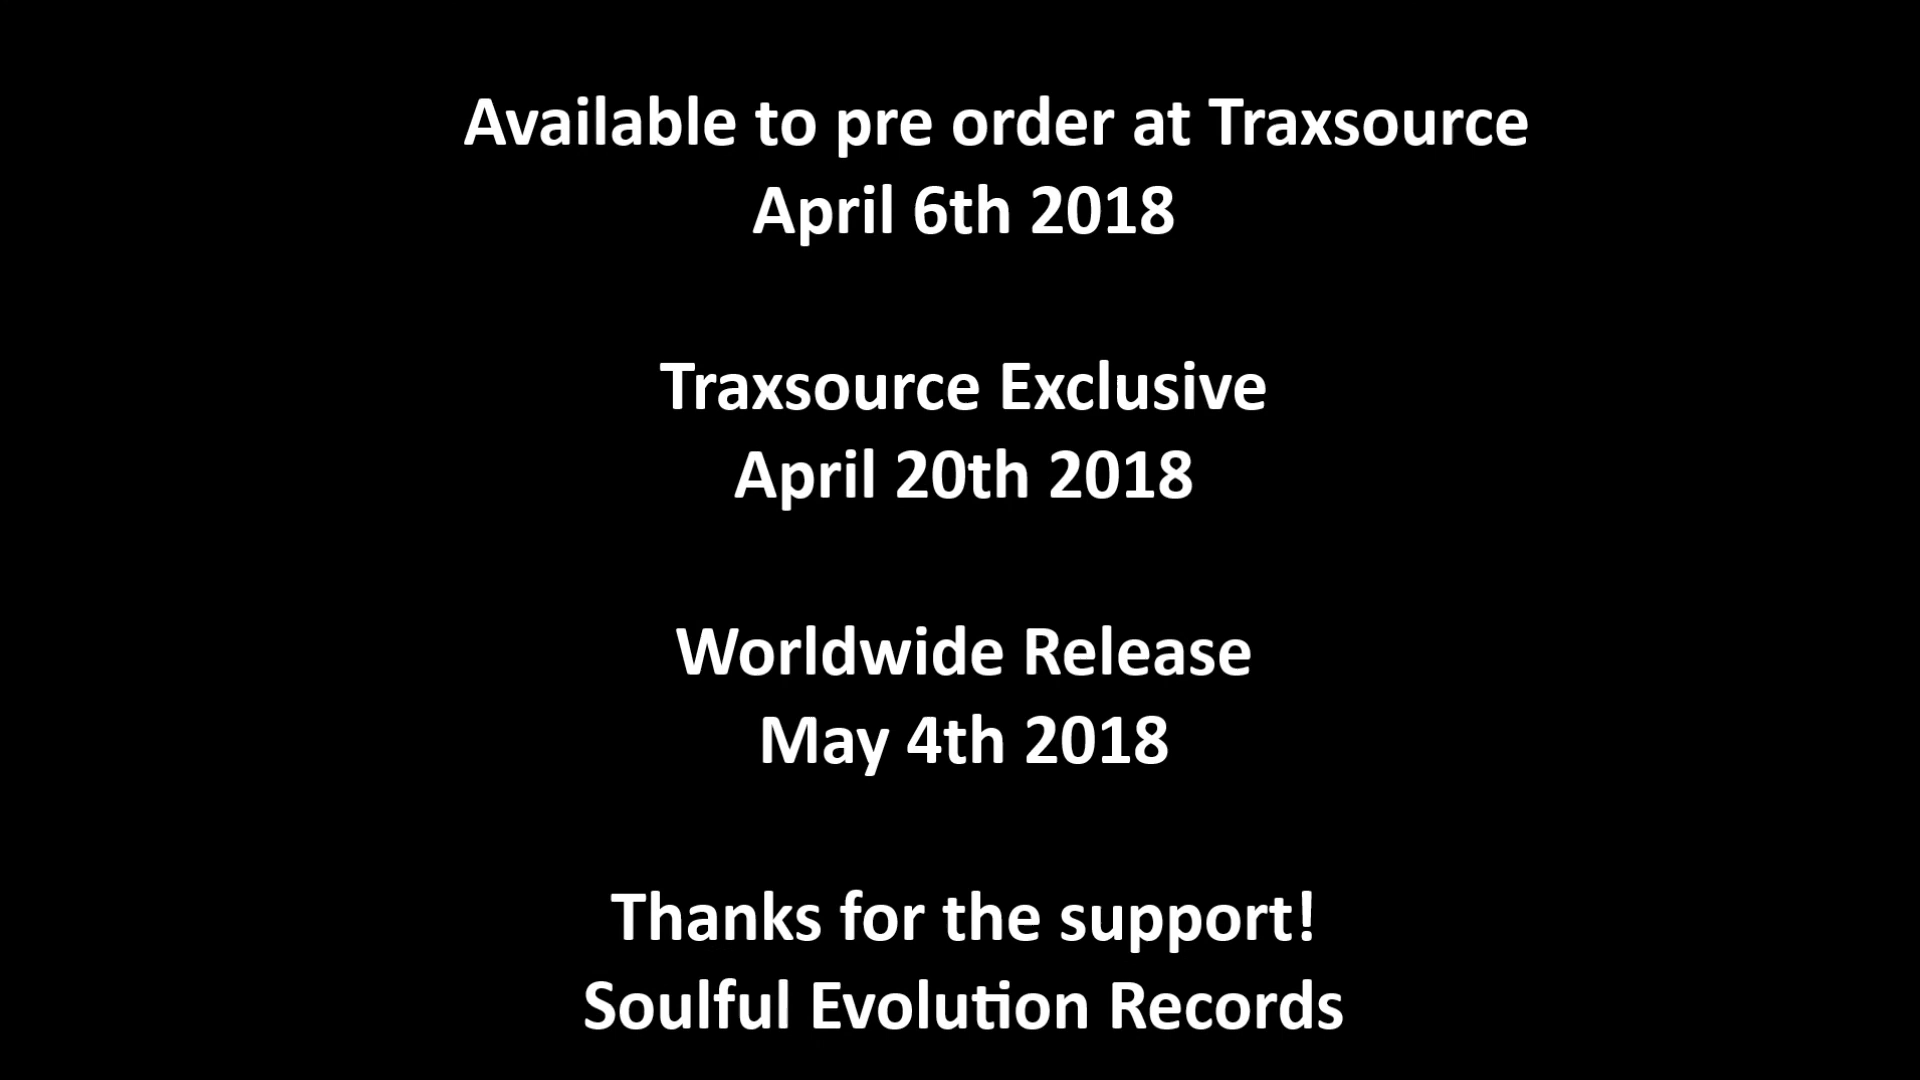 Available to pre order at Traxsource
April 6th 2018
Traxsource Exclusive
April 20th 2018
Worldwide Release
May 4th 2018
Thanks for the support!
Soulful Evolution Records